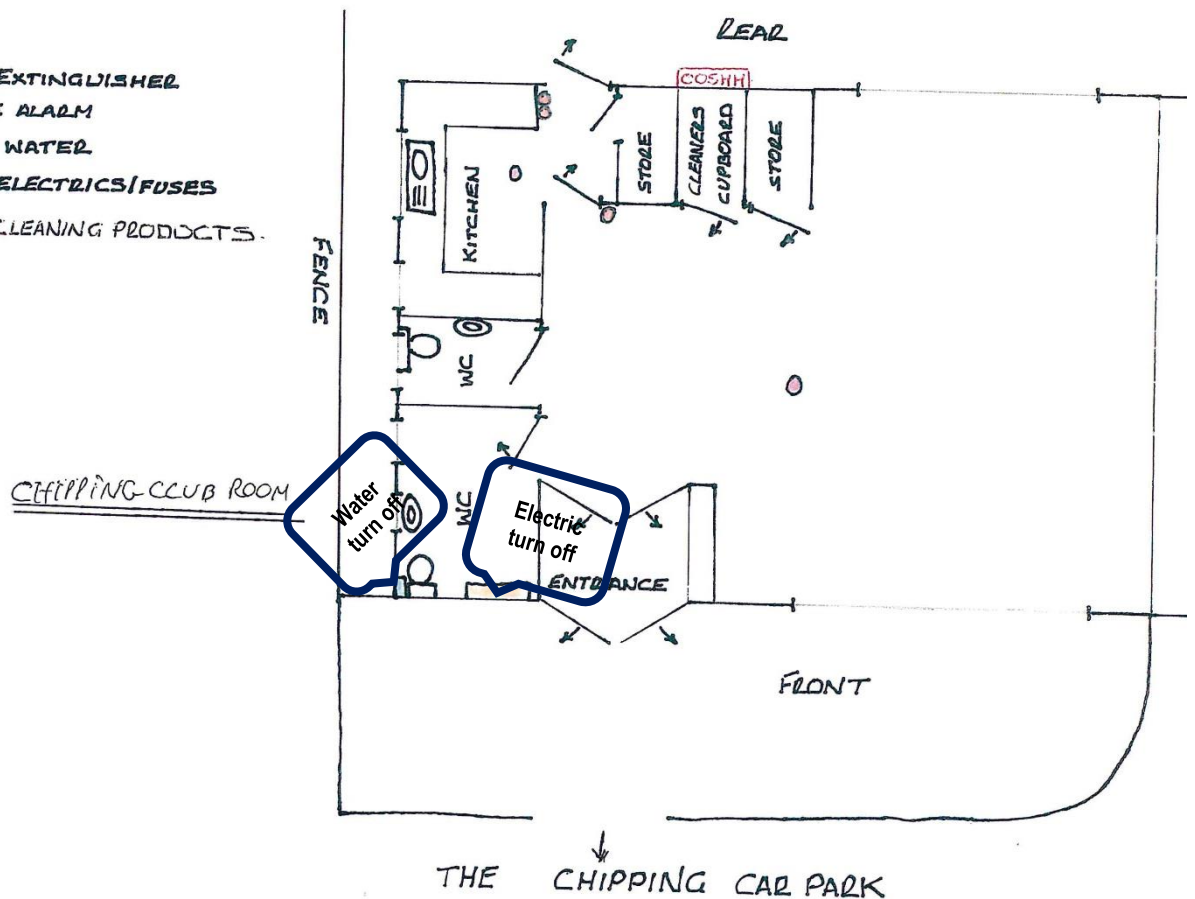 REAR
EXTINGUISHER
ALARM
WATER
ELECTRICS/FUSES
CLEANING PRODUCTS.
COSHH
STORE
CLEANERS
CUPBOARD
STORE
KITCHEN
FENCE
WC
CHIPPING CLUB ROOM
Water
turn off
WC
Electric
turn off
ENTRANCE
FRONT
THE CHIPPING CAR PARK